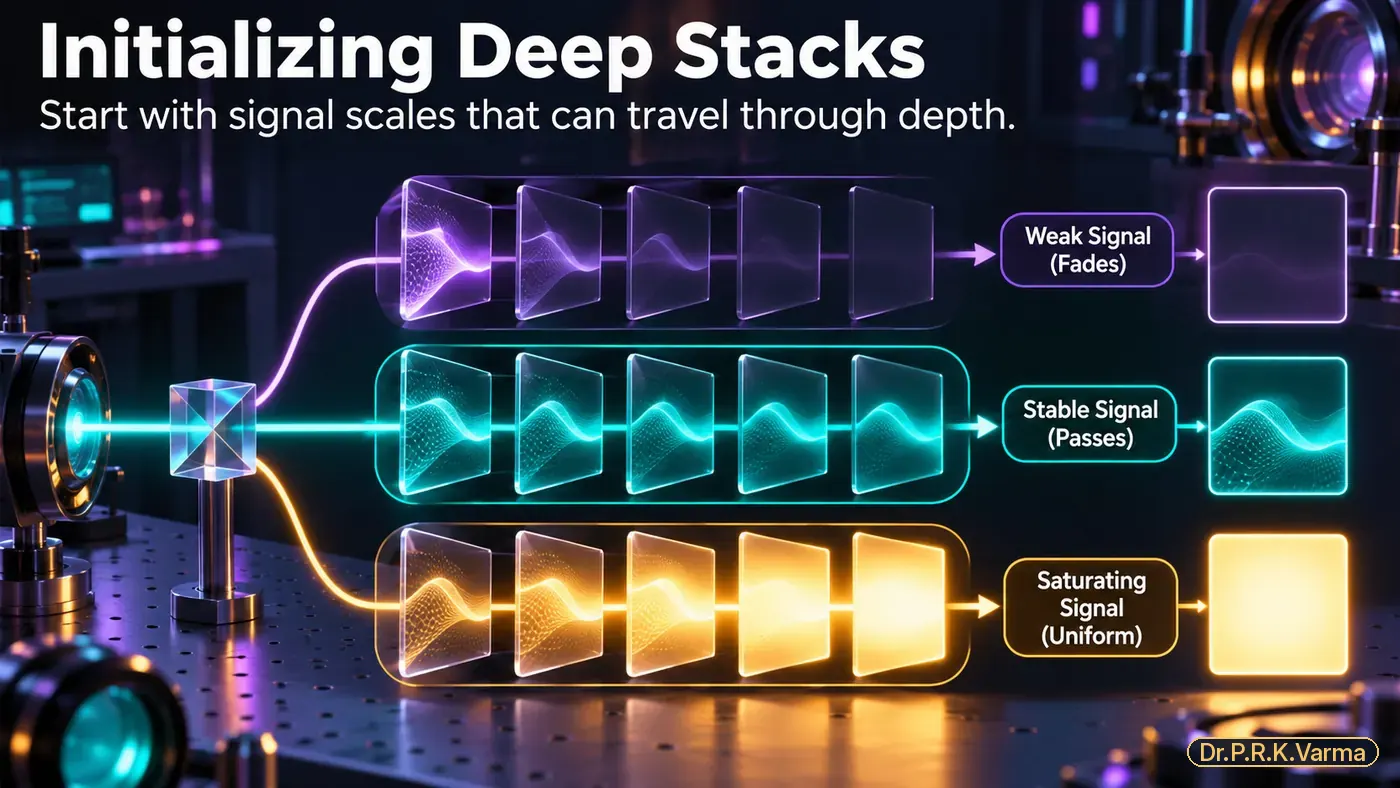 Initializing Deep Stacks
Start with signal scales that can travel through depth.
Weak Signal
(Fades)
Stable Signal
(Passes)
Saturating
Signal
(Uniform)
Dr.P.R.K.Varma